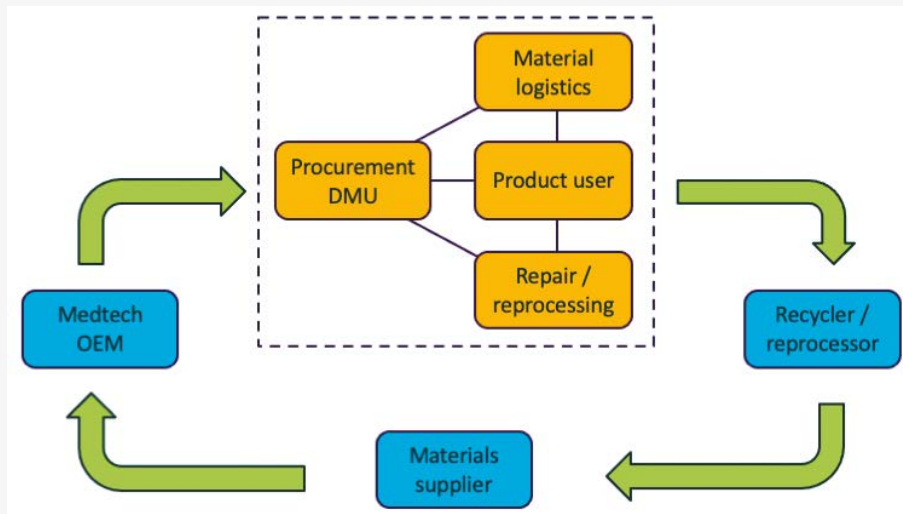 Material
logistics
Procurement
DMU
Product user
Repair /
reprocessing
Medtech
OEM
Recycler /
reprocessor
Materials
supplier